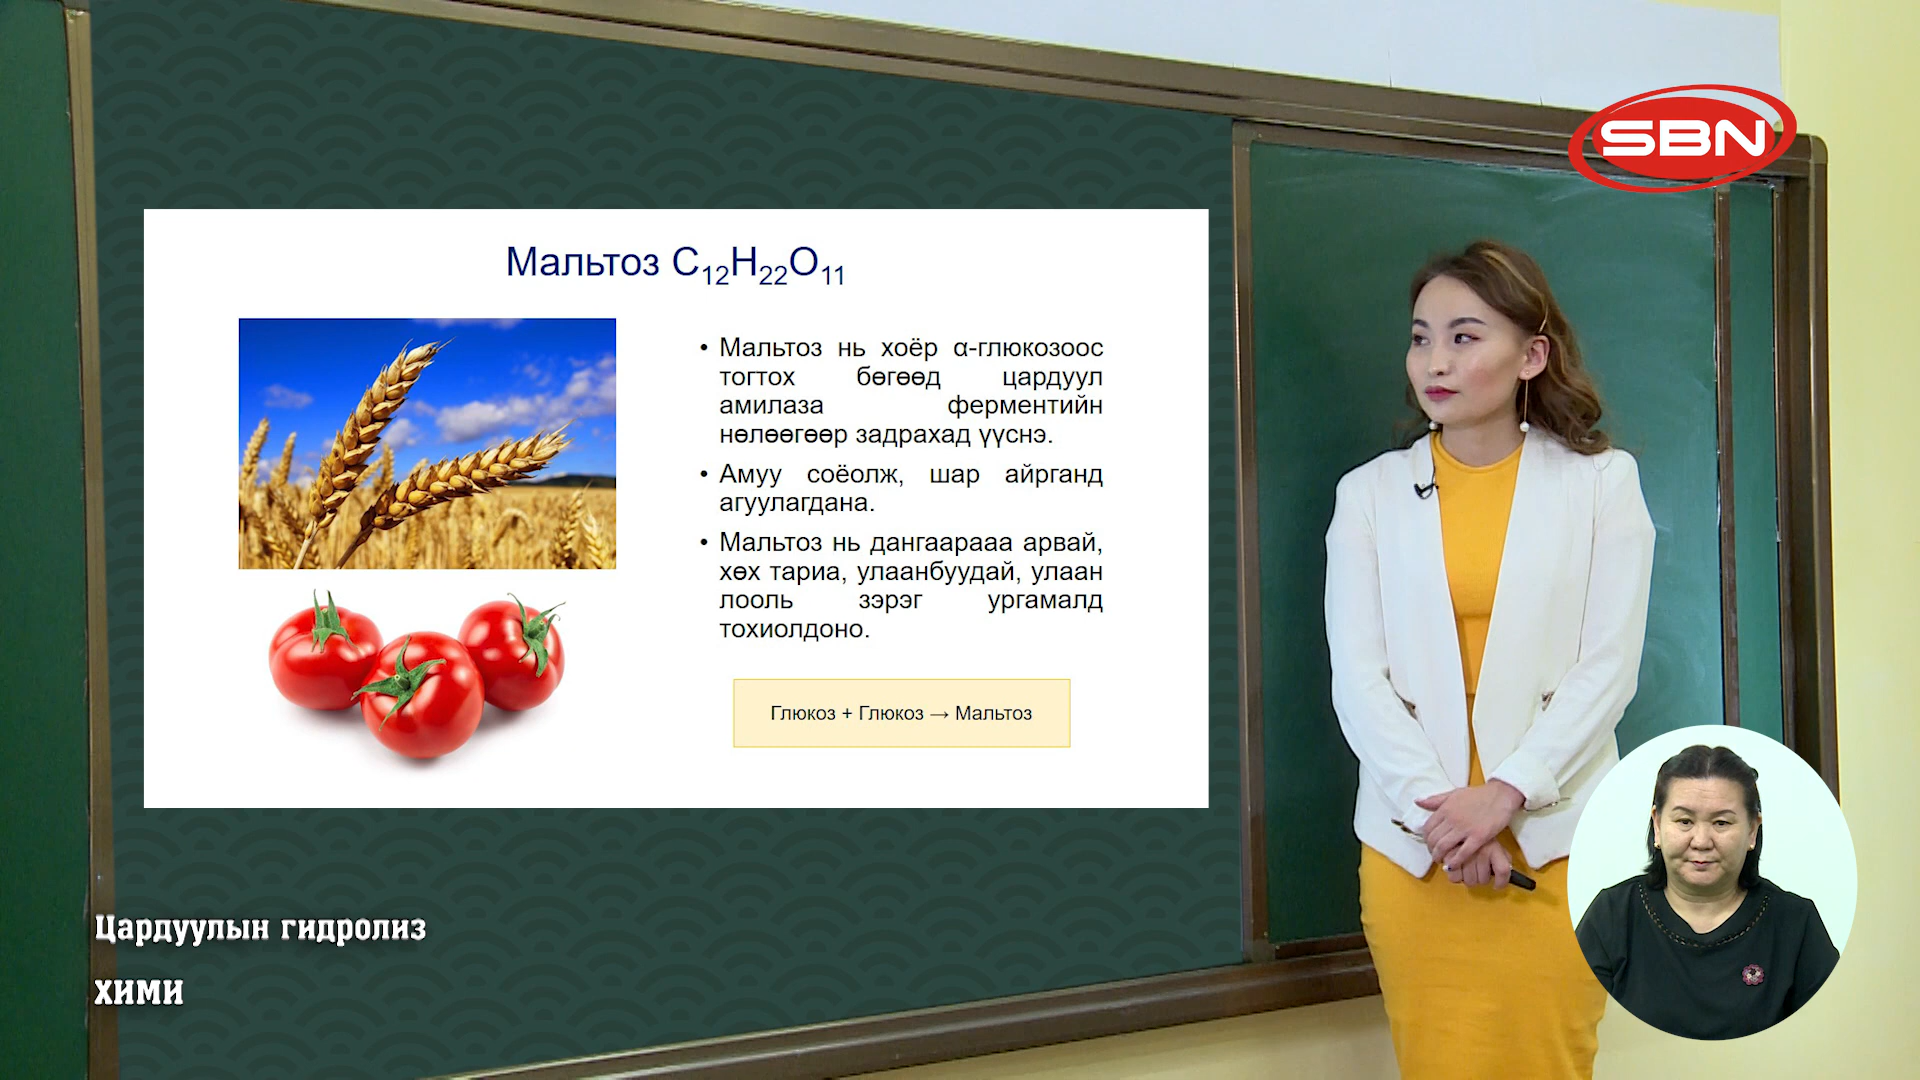 SBN
Мальтоз C₁₂H₂₂O₁₁
• Мальтоз нь хоёр α-глюкозоос
тогтох бөгөөд цардуул
амилаза ферментийн
нөлөөгөөр задрахад үүснэ.
• Амуу соёолж, шар айрганд
агуулагдана.
• Мальтоз нь дангаарааа арвай,
хөх тариа, улаанбуудай, улаан
лооль зэрэг ургамалд
тохиолдоно.
Глюкоз + Глюкоз → Мальтоз
Цардуулын гидролиз
ХИМИ